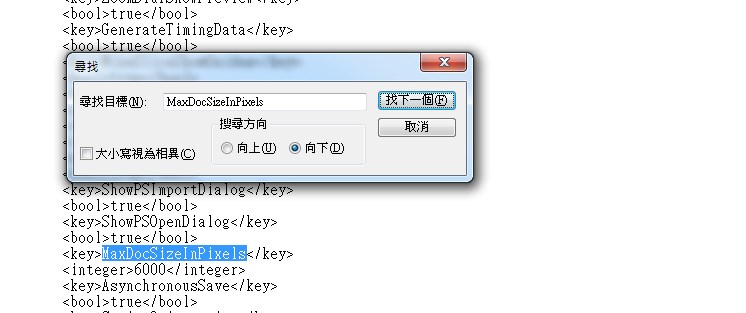 <bool>true</bool>
<key>GenerateTimingData</key>
<bool>true</bool>
尋找
尋找目標(N):
MaxDocSizeInPixels
找下一個(F)
取消
搜尋方向
大小寫視為相異(C)
向上(U)
向下(D)
<key>ShowPSImportDialog</key>
<bool>true</bool>
<key>ShowPSOpenDialog</key>
<bool>true</bool>
<key>MaxDocSizeInPixels</key>
<integer>6000</integer>
<key>AsynchronousSave</key>
<bool>true</bool>